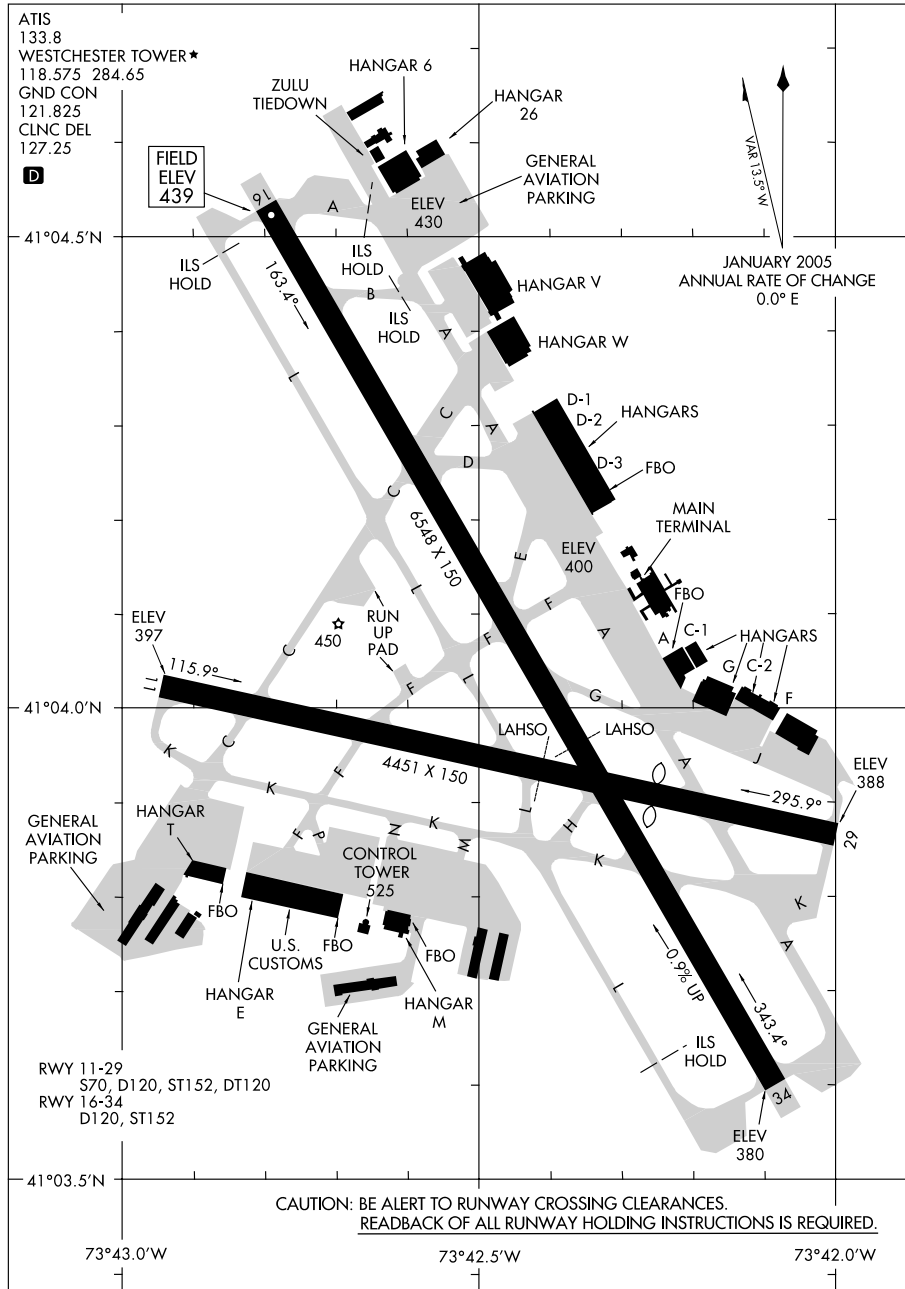 ATIS
133.8
WESTCHESTER TOWER★
118.575 284.65
GND CON
121.825
CLNC DEL
127.25
D
HANGAR 6
ZULU
TIEDOWN
HANGAR
26
FIELD
ELEV
439
16
A
ELEV
430
GENERAL
AVIATION
PARKING
VAR 13.5° W
JANUARY 2005
ANNUAL RATE OF CHANGE
0.0° E
41°04.5'N
ILS
HOLD
ILS
HOLD
163.4°
B
ILS
HOLD
HANGAR V
A
HANGAR W
L
C
A
D-1
D-2
HANGARS
D
D-3
FBO
C
6548 X 150
MAIN
TERMINAL
E
ELEV
400
L
F
F
A
FBO
A
C-1
HANGARS
G
C-2
F
450
RUN
UP
PAD
C
F
L
G
ELEV
397
115.9°
11
41°04.0'N
LAHSO
LAHSO
J
A
K
C
F
4451 X 150
ELEV
388
295.9°
29
K
HANGAR
T
F
P
N
K
M
L
H
K
GENERAL
AVIATION
PARKING
CONTROL
TOWER
525
K
A
FBO
U.S.
CUSTOMS
FBO
FBO
HANGAR
E
HANGAR
M
0.9% UP
L
343.4°
GENERAL
AVIATION
PARKING
ILS
HOLD
RWY 11-29
S70, D120, ST152, DT120
RWY 16-34
D120, ST152
34
ELEV
380
41°03.5'N
CAUTION: BE ALERT TO RUNWAY CROSSING CLEARANCES.
READBACK OF ALL RUNWAY HOLDING INSTRUCTIONS IS REQUIRED.
73°43.0'W
73°42.5'W
73°42.0'W